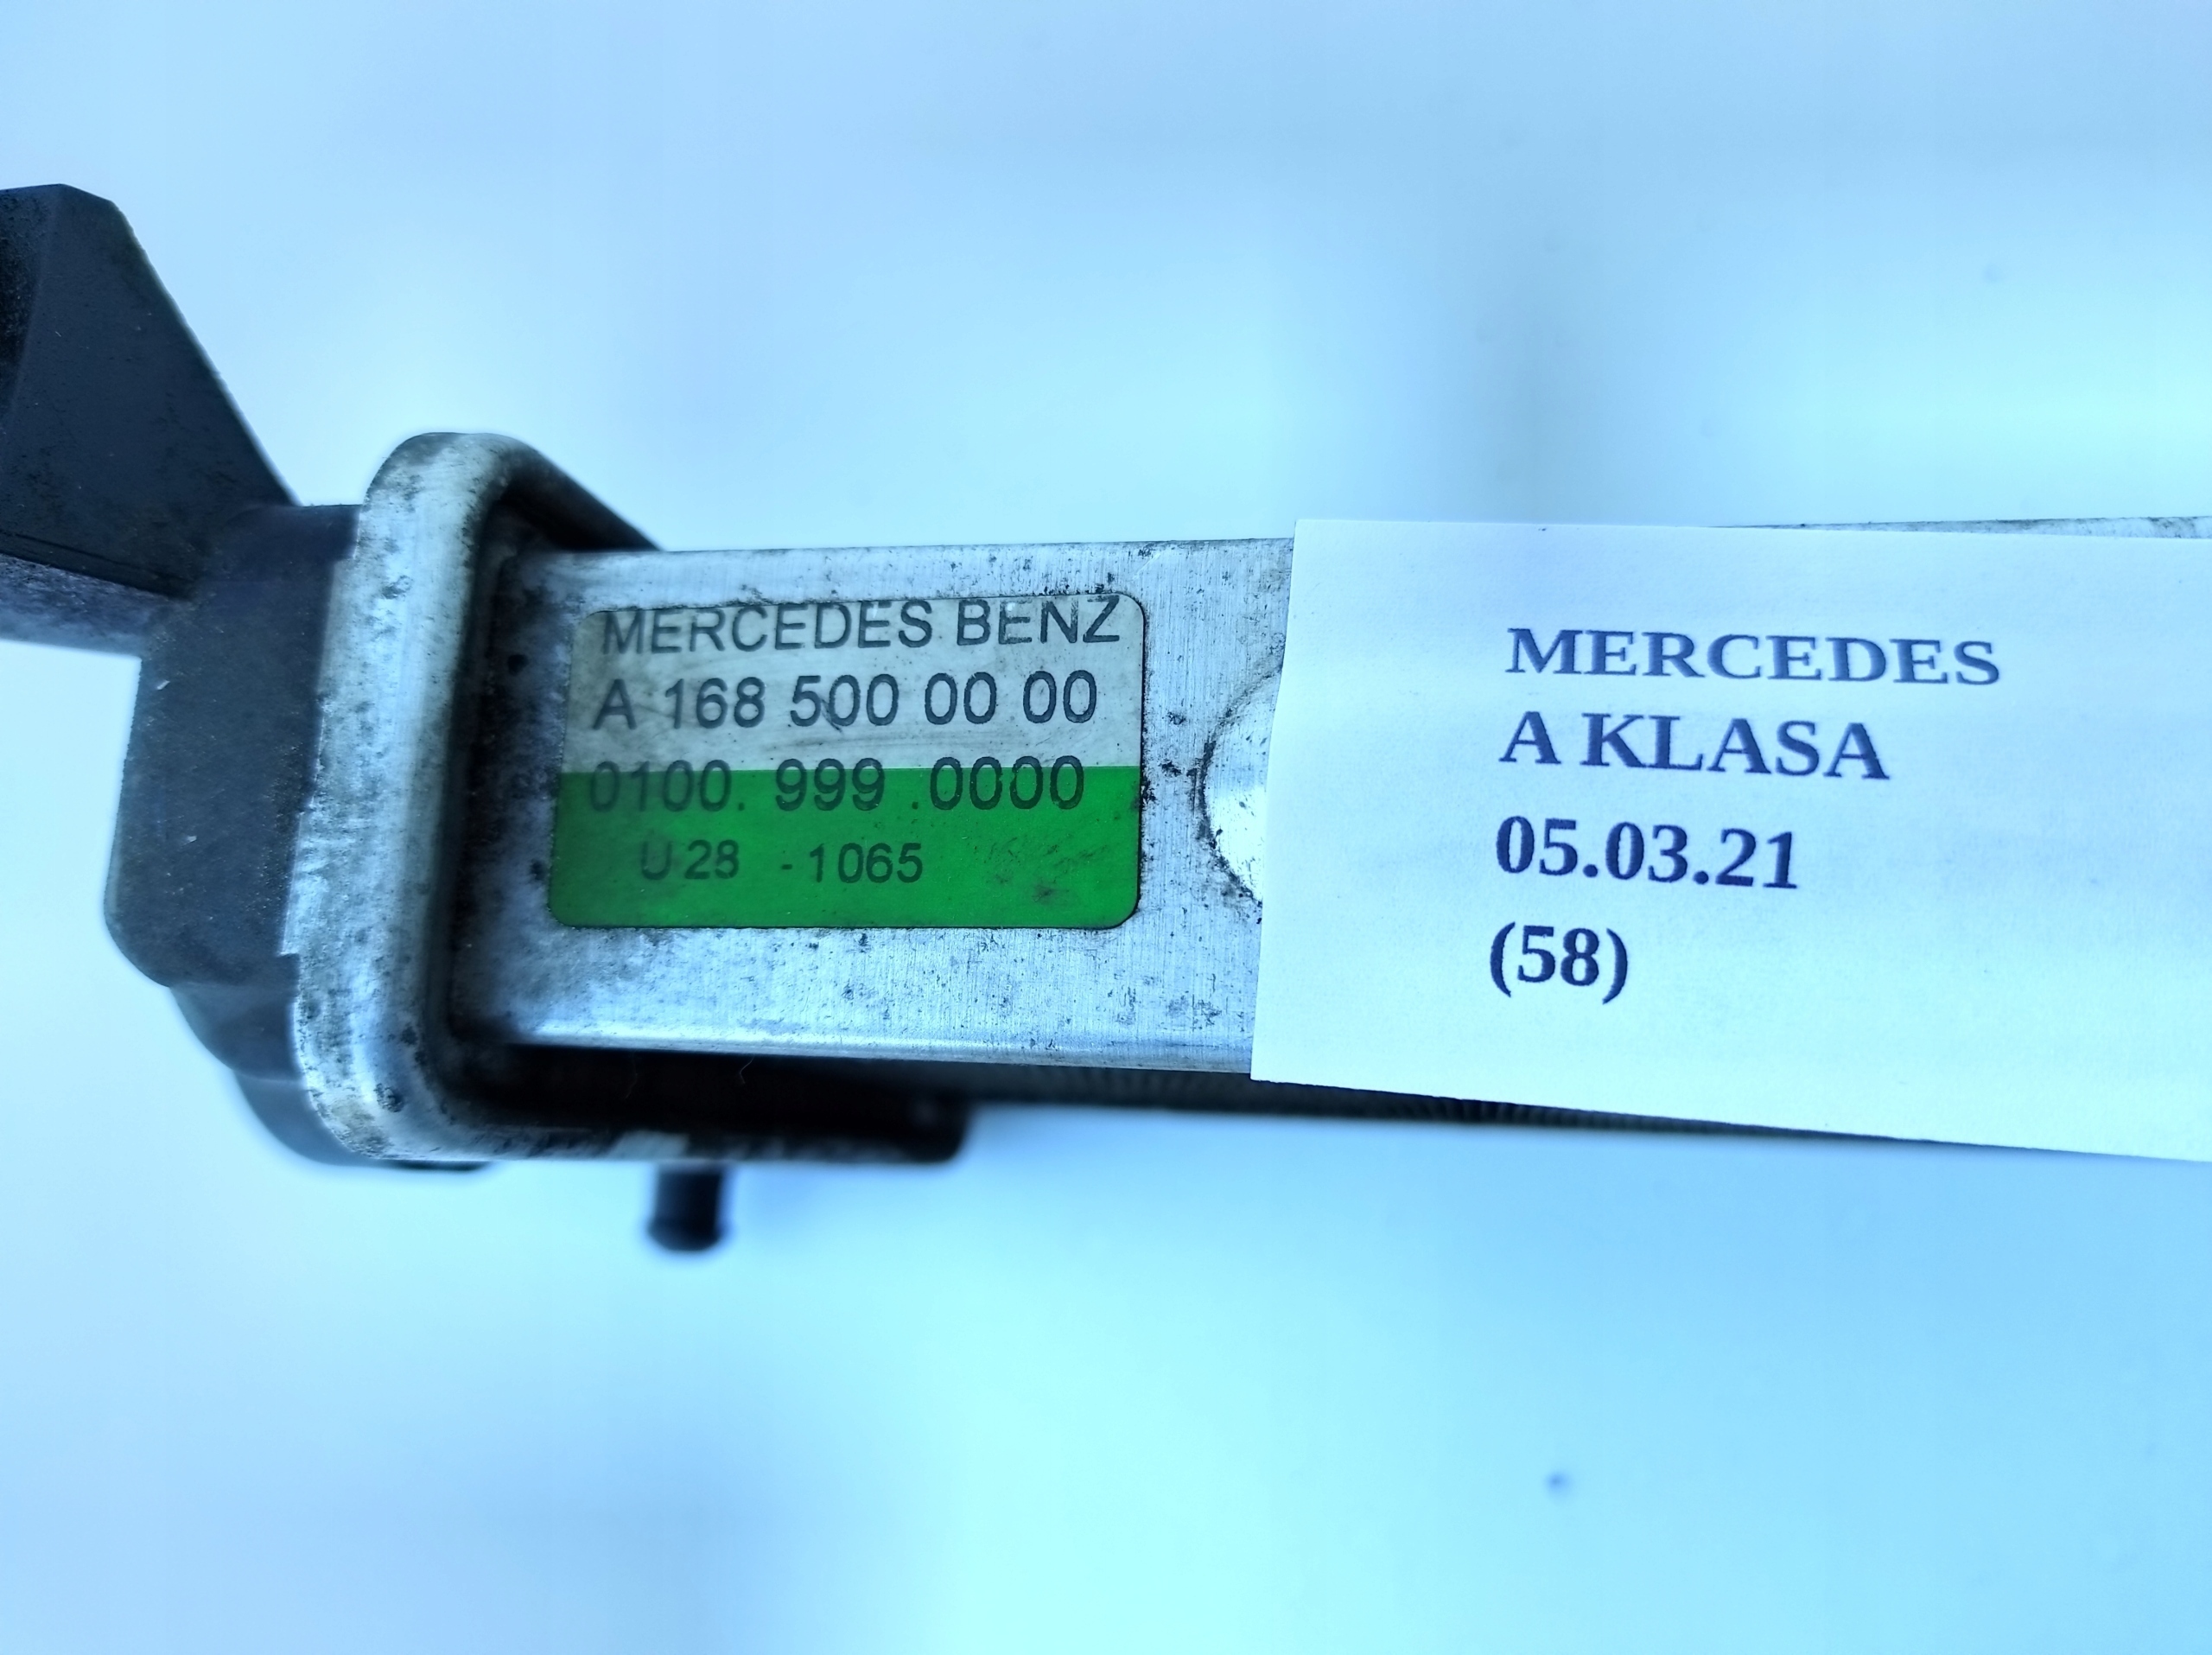 MERCEDES BENZ
A 168 500 00 00
0100. 999 .0000
U 28 - 1065
MERCEDES
A KLASA
05.03.21
(58)